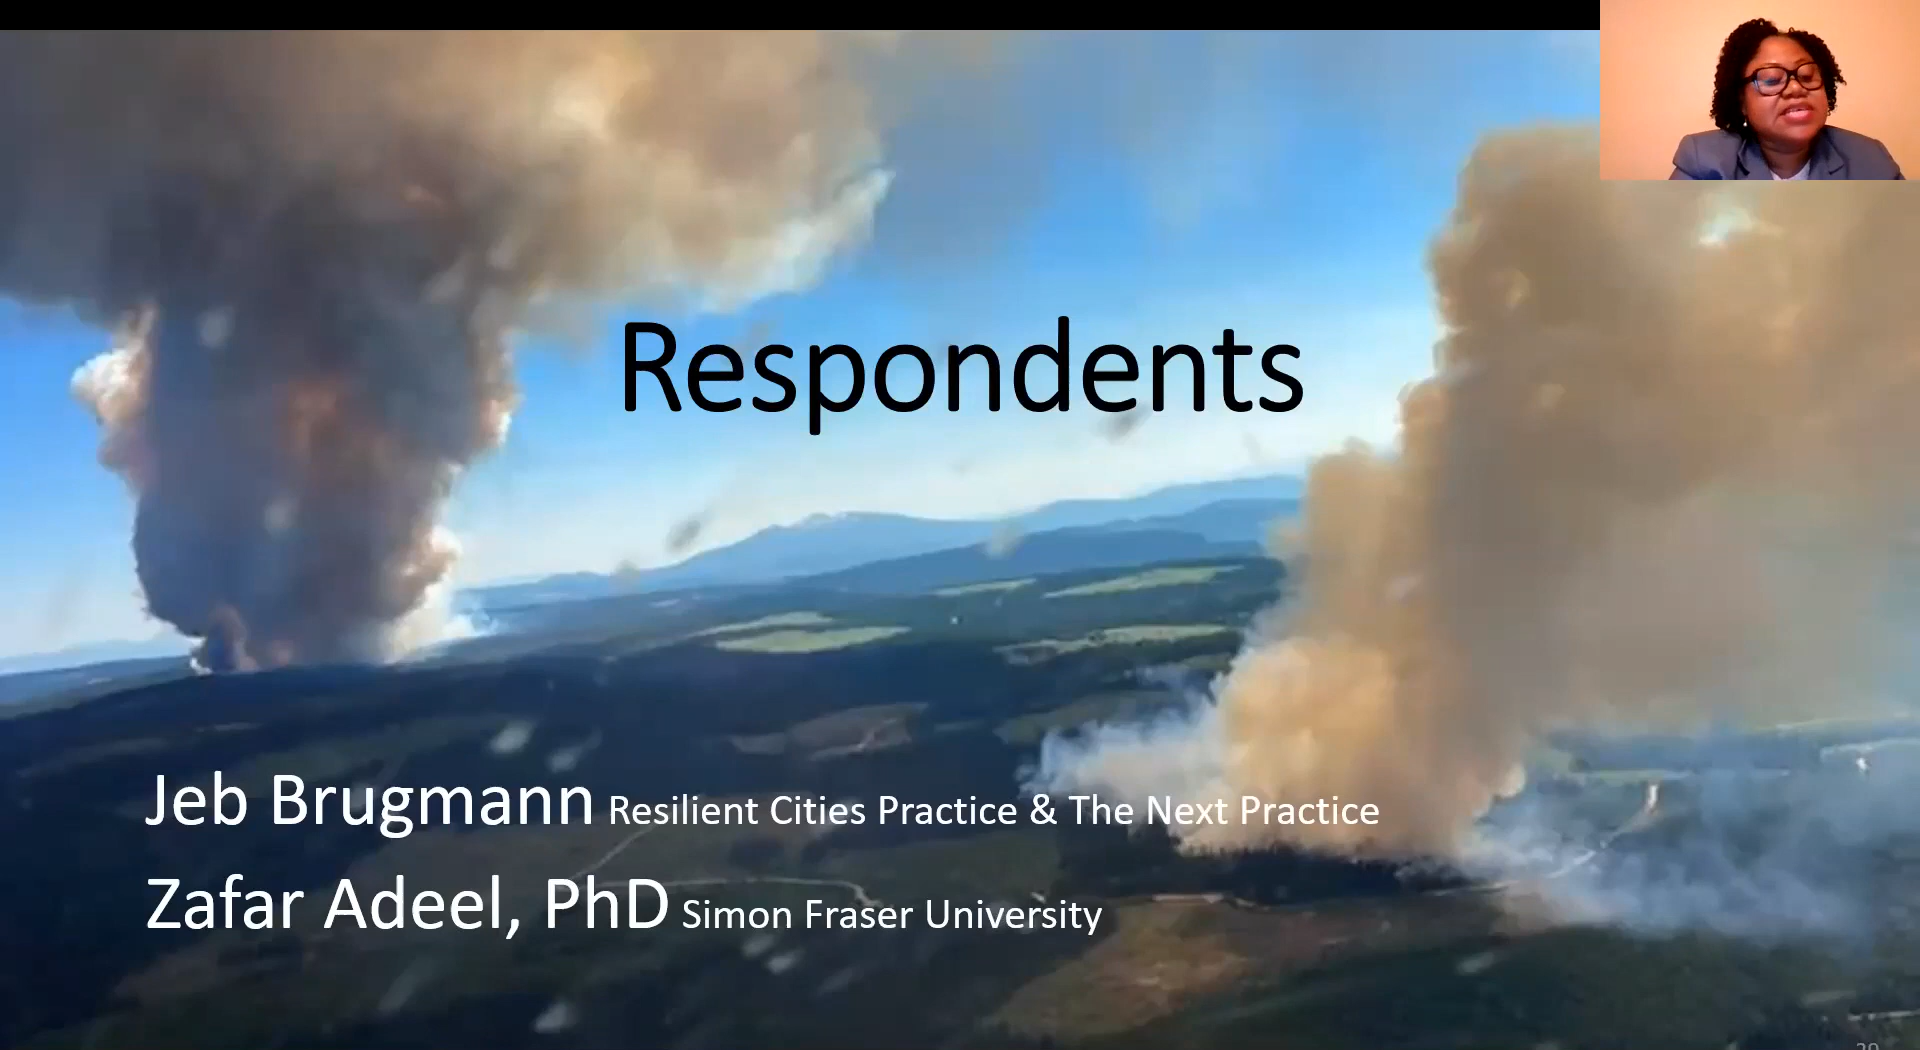 Respondents
Jeb Brugmann Resilient Cities Practice & The Next Practice
Zafar Adeel, PhD Simon Fraser University